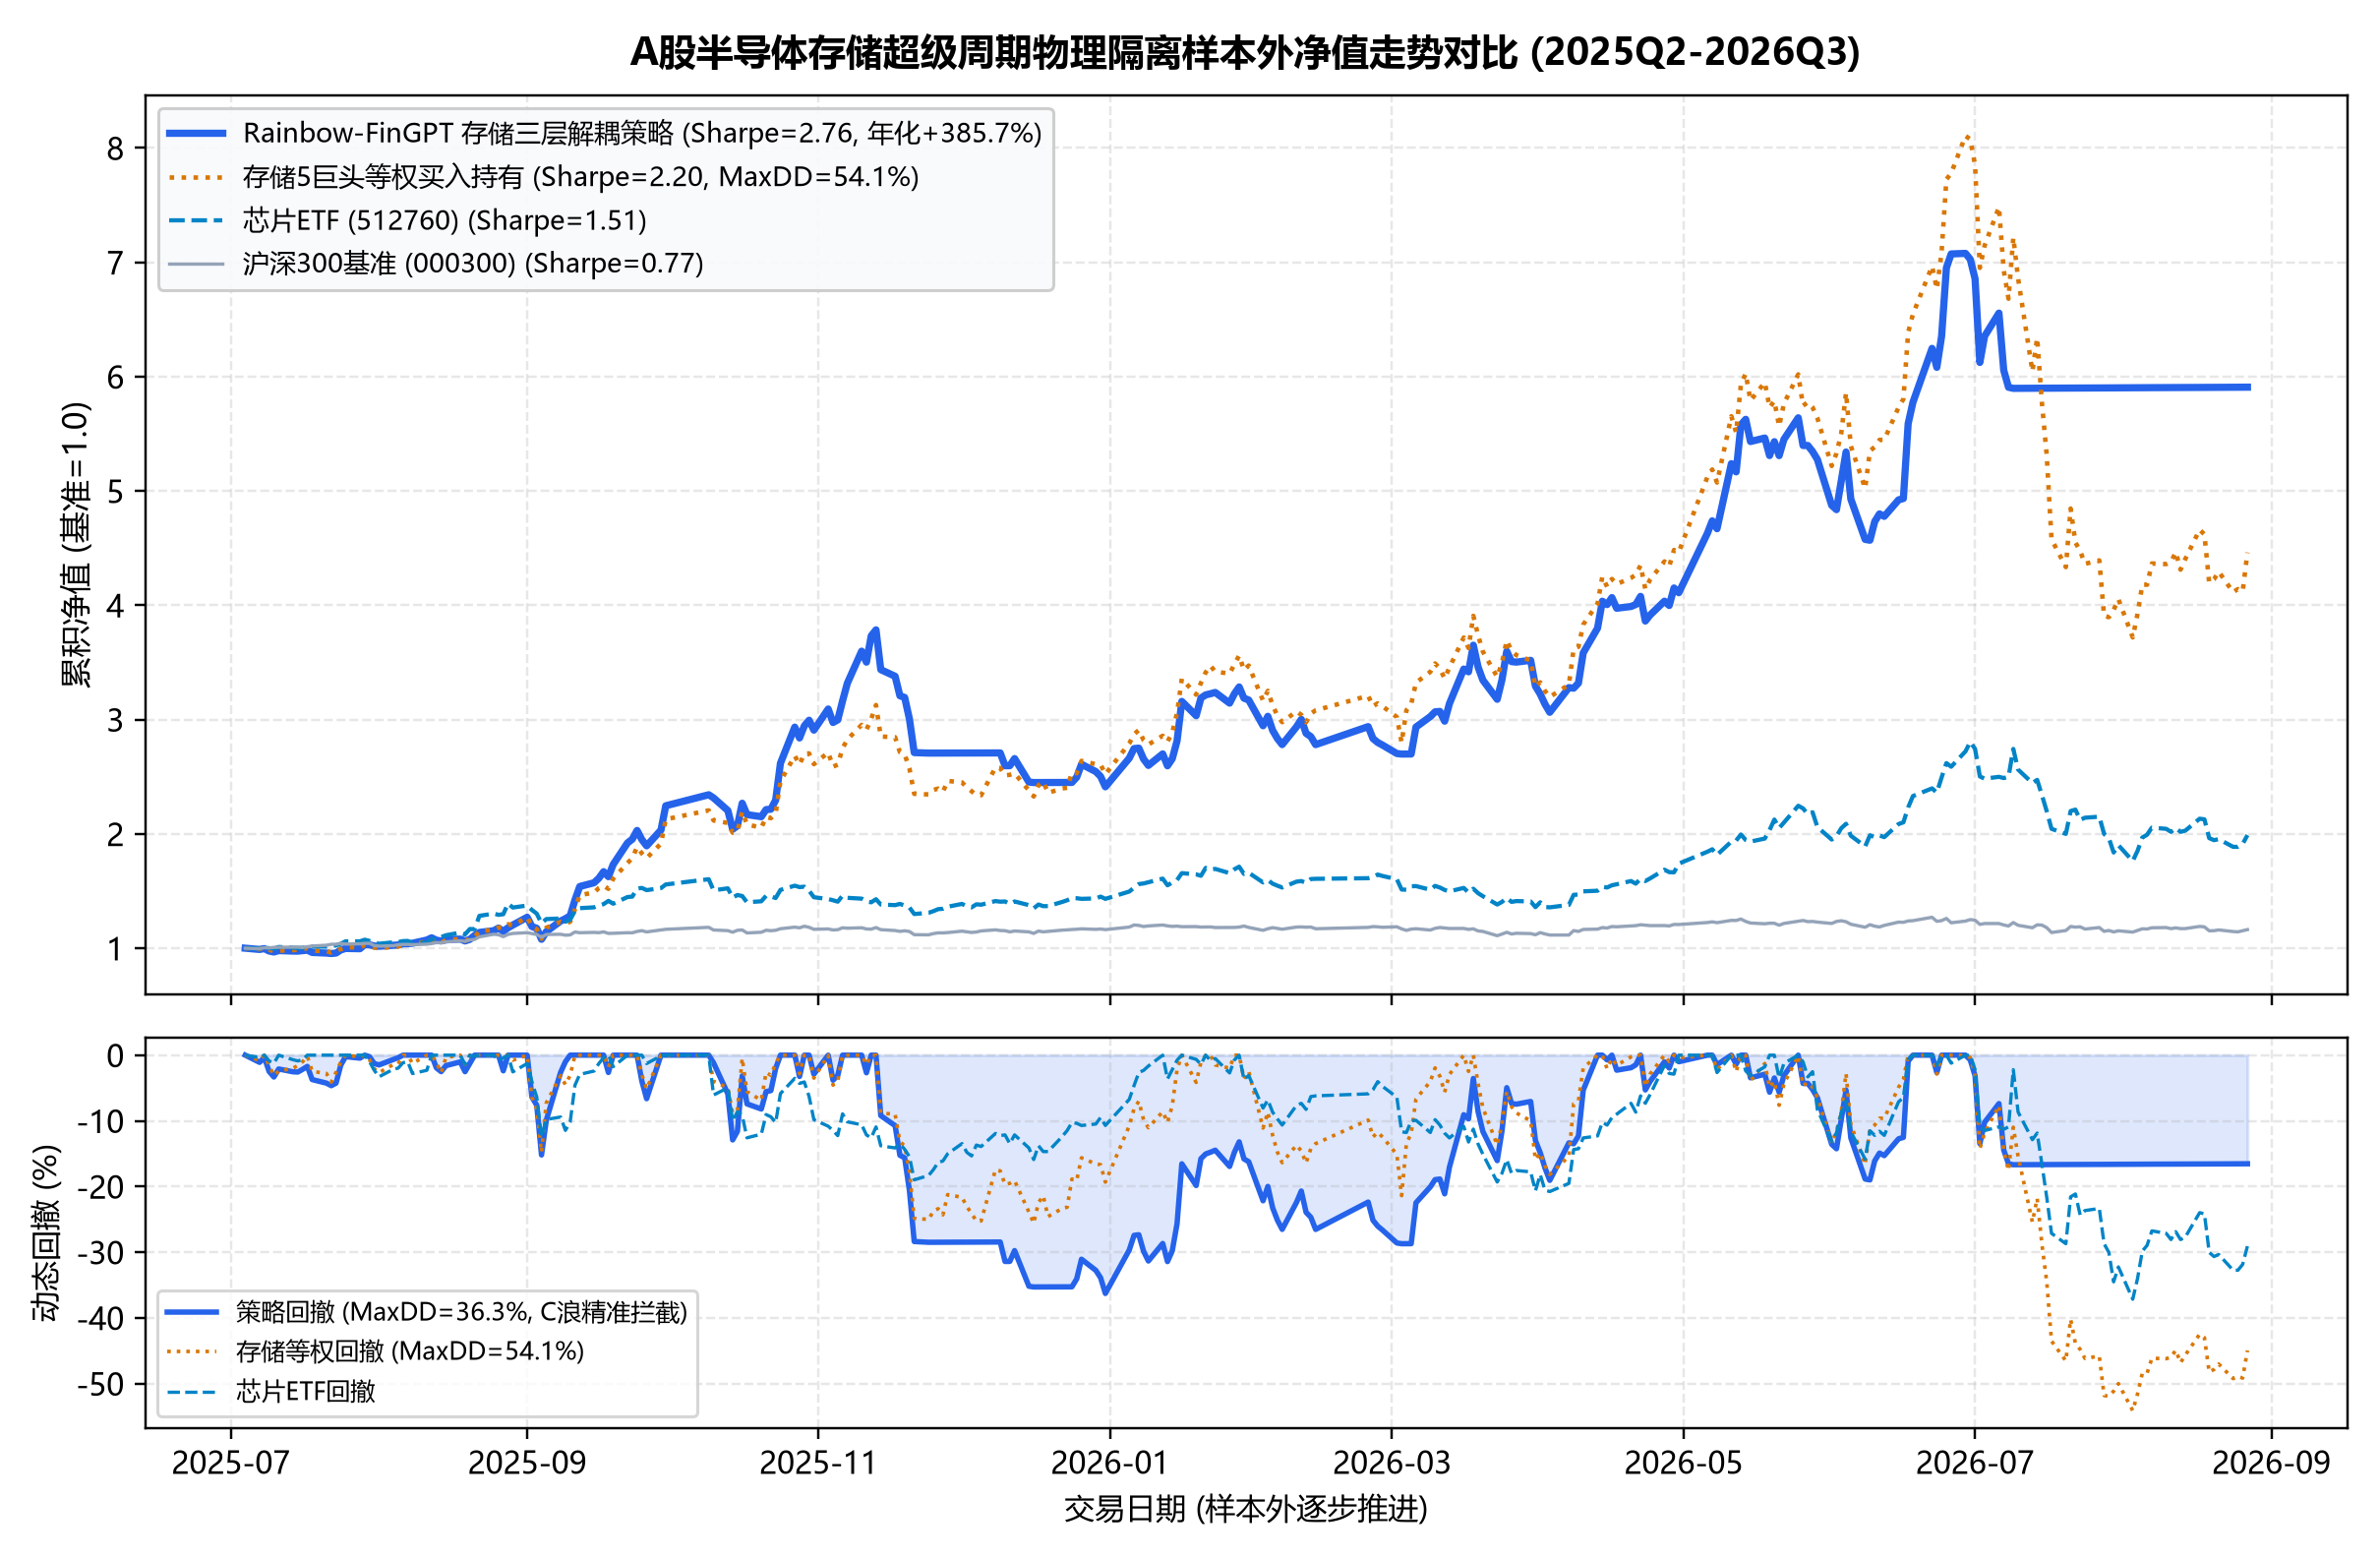 A股半导体存储超级周期物理隔离样本外净值走势对比 (2025Q2-2026Q3)
Rainbow-FinGPT 存储三层解耦策略 (Sharpe=2.76, 年化+385.7%)
存储5巨头等权买入持有 (Sharpe=2.20, MaxDD=54.1%)
芯片ETF (512760) (Sharpe=1.51)
沪深300基准 (000300) (Sharpe=0.77)
累积净值 (基准=1.0)
8
7
6
5
4
3
2
1
动态回撤 (%)
0
-10
-20
-30
-40
-50
策略回撤 (MaxDD=36.3%, C浪精准拦截)
存储等权回撤 (MaxDD=54.1%)
芯片ETF回撤
2025-07 2025-09 2025-11 2026-01 2026-03 2026-05 2026-07 2026-09
交易日期 (样本外逐步推进)